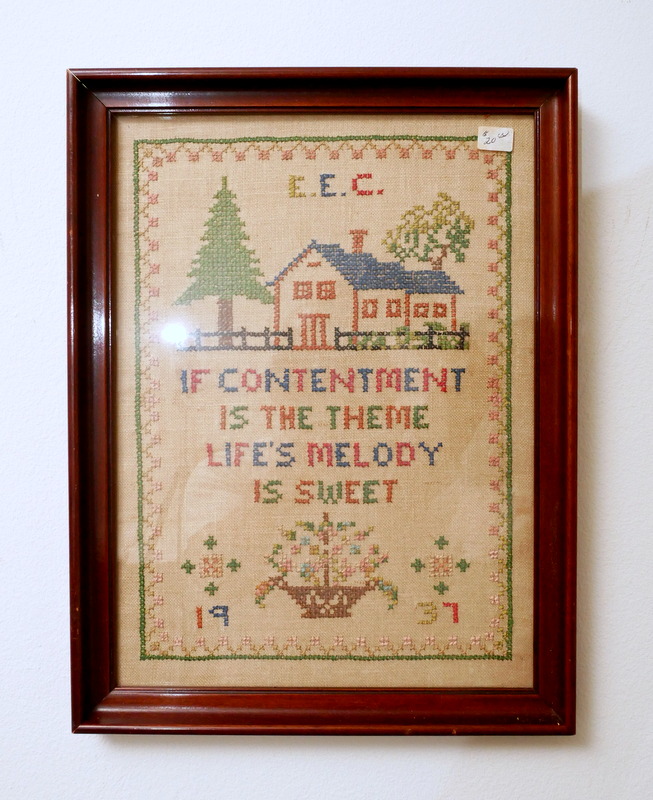 $20
E.E.C.
IF CONTENTMENT
IS THE THEME
LIFE'S MELODY
IS SWEET
19 37